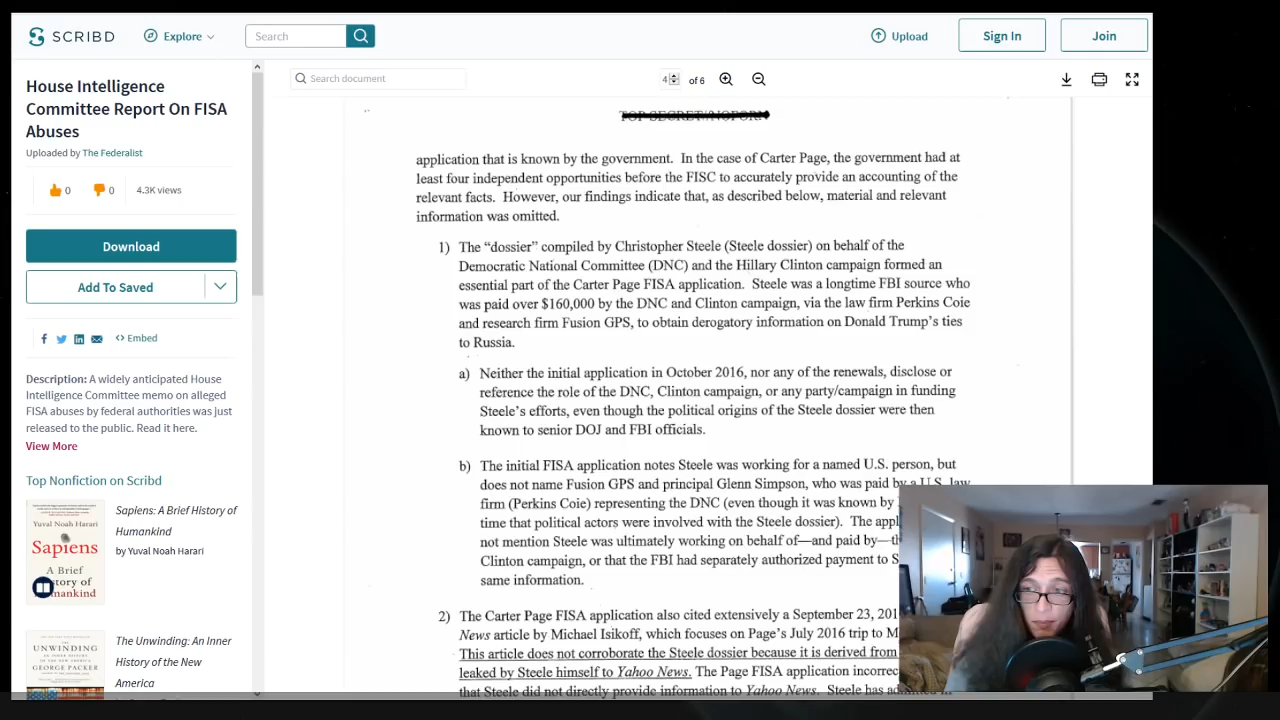 SCRIBD
Explore
Search
Upload
Sign In
Join
House Intelligence
Committee Report On FISA
Abuses
Uploaded by The Federalist
0
0
4.3K views
Download
Add To Saved
Embed
Description: A widely anticipated House
Intelligence Committee memo on alleged
FISA abuses by federal authorities was just
released to the public. Read it here.
View More
Top Nonfiction on Scribd
Yuval Noah Harari
Sapiens
A Brief
History of
Humankind
Sapiens: A Brief History of
Humankind
by Yuval Noah Harari
THE
UNWINDING
GEORGE PACKER
The Unwinding: An Inner
History of the New
America
Search document
4 of 6
TOP SECRET//NOFORN
application that is known by the government. In the case of Carter Page, the government had at
least four independent opportunities before the FISC to accurately provide an accounting of the
relevant facts. However, our findings indicate that, as described below, material and relevant
information was omitted.
1) The “dossier” compiled by Christopher Steele (Steele dossier) on behalf of the
Democratic National Committee (DNC) and the Hillary Clinton campaign formed an
essential part of the Carter Page FISA application. Steele was a longtime FBI source who
was paid over $160,000 by the DNC and Clinton campaign, via the law firm Perkins Coie
and research firm Fusion GPS, to obtain derogatory information on Donald Trump’s ties
to Russia.
a) Neither the initial application in October 2016, nor any of the renewals, disclose or
reference the role of the DNC, Clinton campaign, or any party/campaign in funding
Steele’s efforts, even though the political origins of the Steele dossier were then
known to senior DOJ and FBI officials.
b) The initial FISA application notes Steele was working for a named U.S. person, but
does not name Fusion GPS and principal Glenn Simpson, who was paid by a U.S. law
firm (Perkins Coie) representing the DNC (even though it was known by
time that political actors were involved with the Steele dossier). The appl
not mention Steele was ultimately working on behalf of—and paid by—th
Clinton campaign, or that the FBI had separately authorized payment to S
same information.
2) The Carter Page FISA application also cited extensively a September 23, 201
News article by Michael Isikoff, which focuses on Page’s July 2016 trip to M
This article does not corroborate the Steele dossier because it is derived from
leaked by Steele himself to Yahoo News. The Page FISA application incorrec
that Steele did not directly provide information to Yahoo News. Steele has